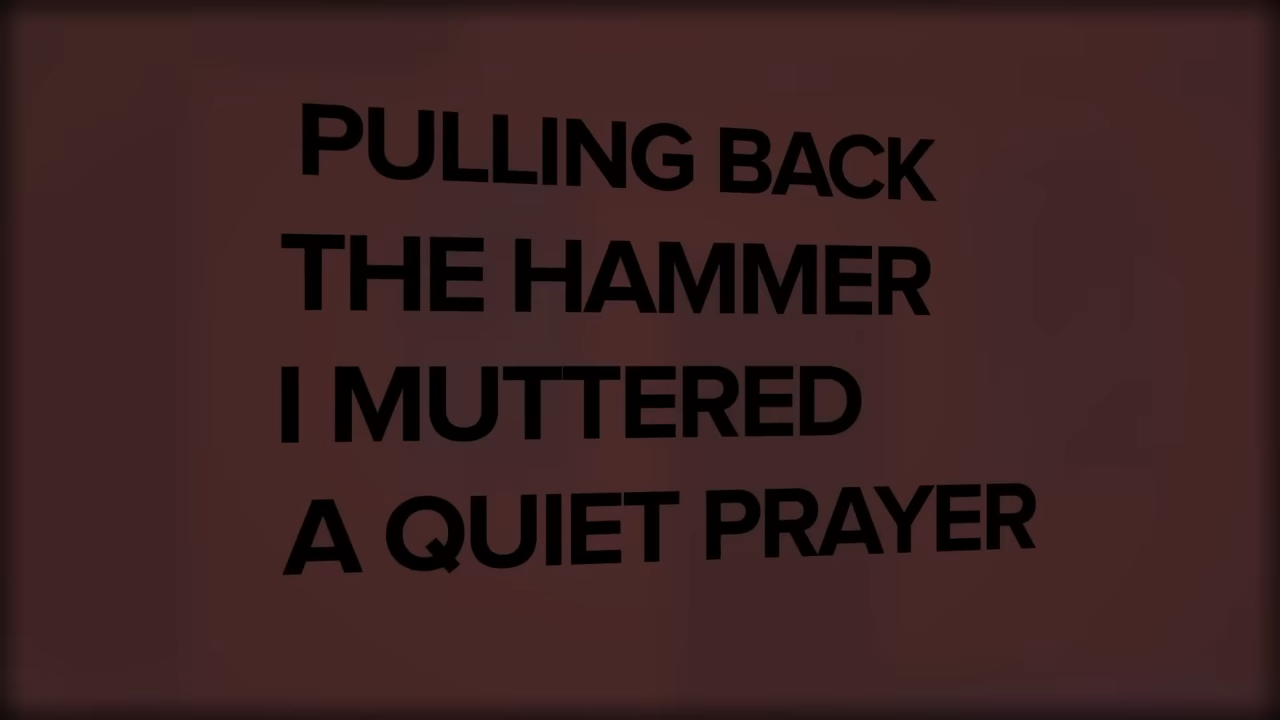 PULLING BACK
THE HAMMER
I MUTTERED
A QUIET PRAYER